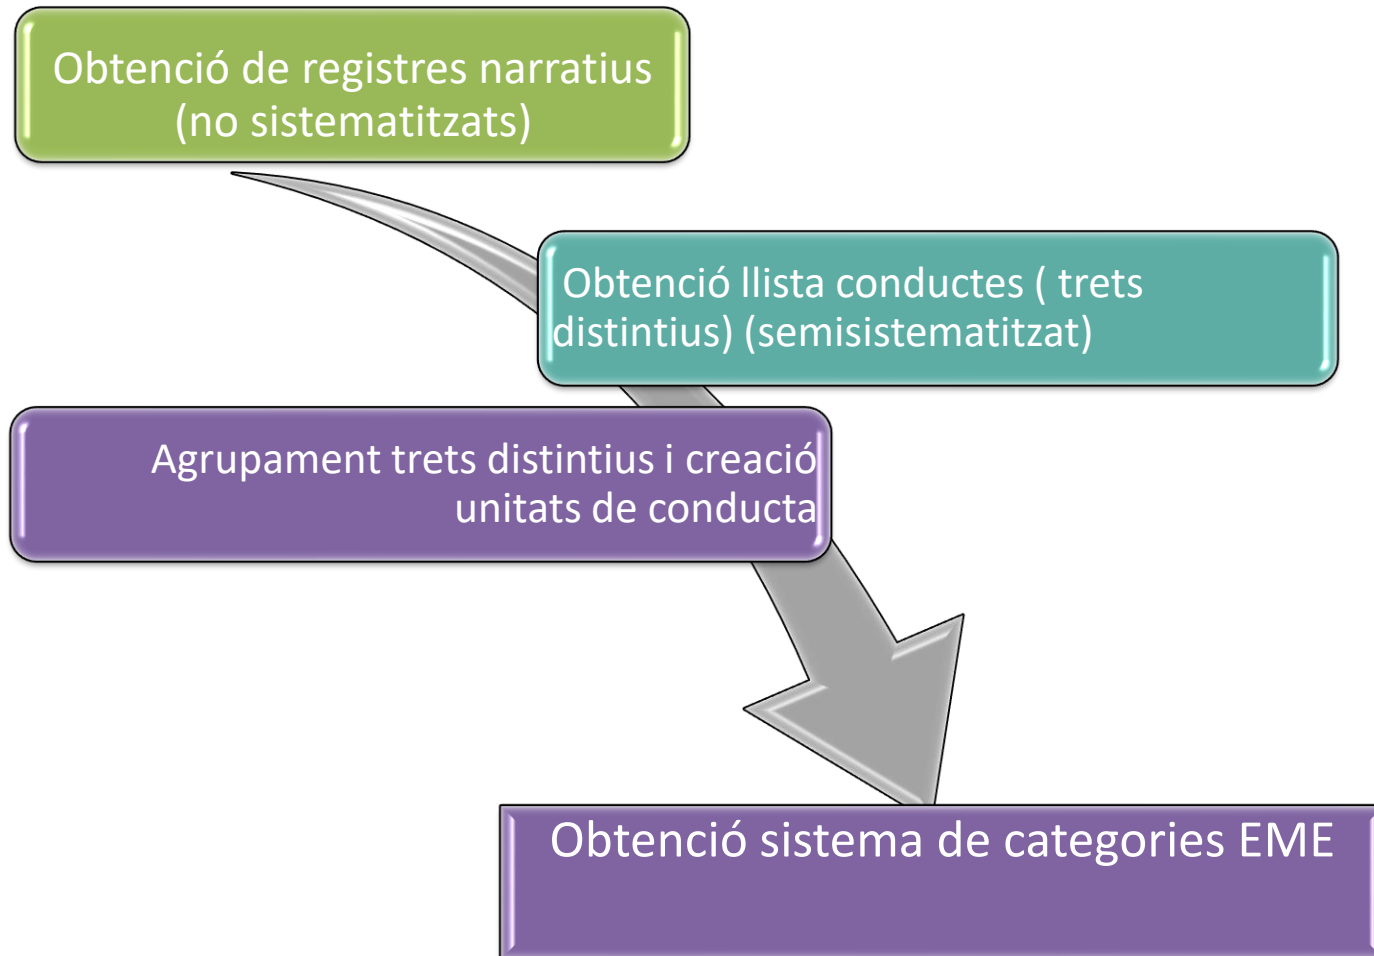 Obtenció de registres narratius
(no sistematitzats)
Obtenció llista conductes ( trets
distintius) (semisistematitzat)
Agrupament trets distintius i creació
unitats de conducta
Obtenció sistema de categories EME